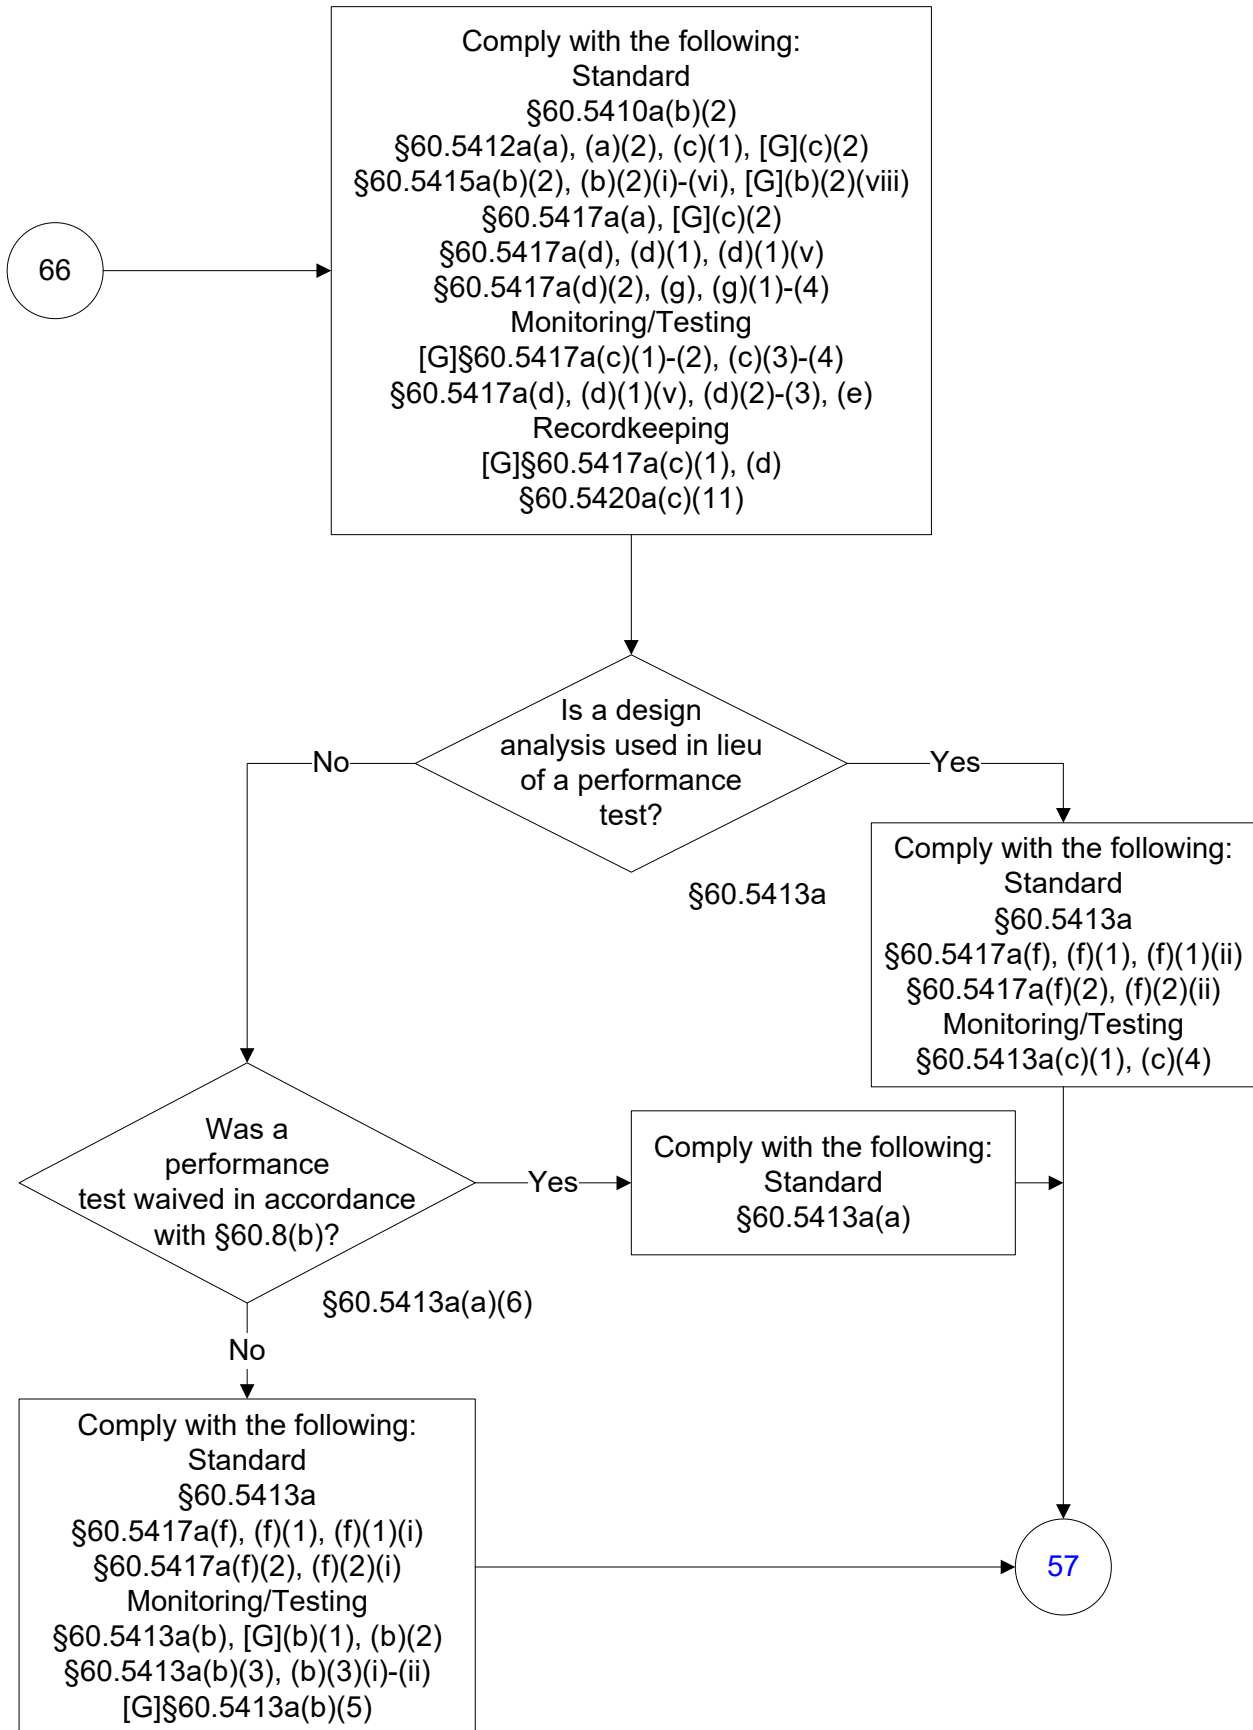 66
Comply with the following:
Standard
§60.5410a(b)(2)
§60.5412a(a), (a)(2), (c)(1), [G](c)(2)
§60.5415a(b)(2), (b)(2)(i)-(vi), [G](b)(2)(viii)
§60.5417a(a), [G](c)(2)
§60.5417a(d), (d)(1), (d)(1)(v)
§60.5417a(d)(2), (g), (g)(1)-(4)
Monitoring/Testing
[G]§60.5417a(c)(1)-(2), (c)(3)-(4)
§60.5417a(d), (d)(1)(v), (d)(2)-(3), (e)
Recordkeeping
[G]§60.5417a(c)(1), (d)
§60.5420a(c)(11)
Is a design
analysis used in lieu
of a performance
test?
No
Yes
§60.5413a
Comply with the following:
Standard
§60.5413a
§60.5417a(f), (f)(1), (f)(1)(ii)
§60.5417a(f)(2), (f)(2)(ii)
Monitoring/Testing
§60.5413a(c)(1), (c)(4)
Was a
performance
test waived in accordance
with §60.8(b)?
Yes
Comply with the following:
Standard
§60.5413a(a)
§60.5413a(a)(6)
No
Comply with the following:
Standard
§60.5413a
§60.5417a(f), (f)(1), (f)(1)(i)
§60.5417a(f)(2), (f)(2)(i)
Monitoring/Testing
§60.5413a(b), [G](b)(1), (b)(2)
§60.5413a(b)(3), (b)(3)(i)-(ii)
[G]§60.5413a(b)(5)
57